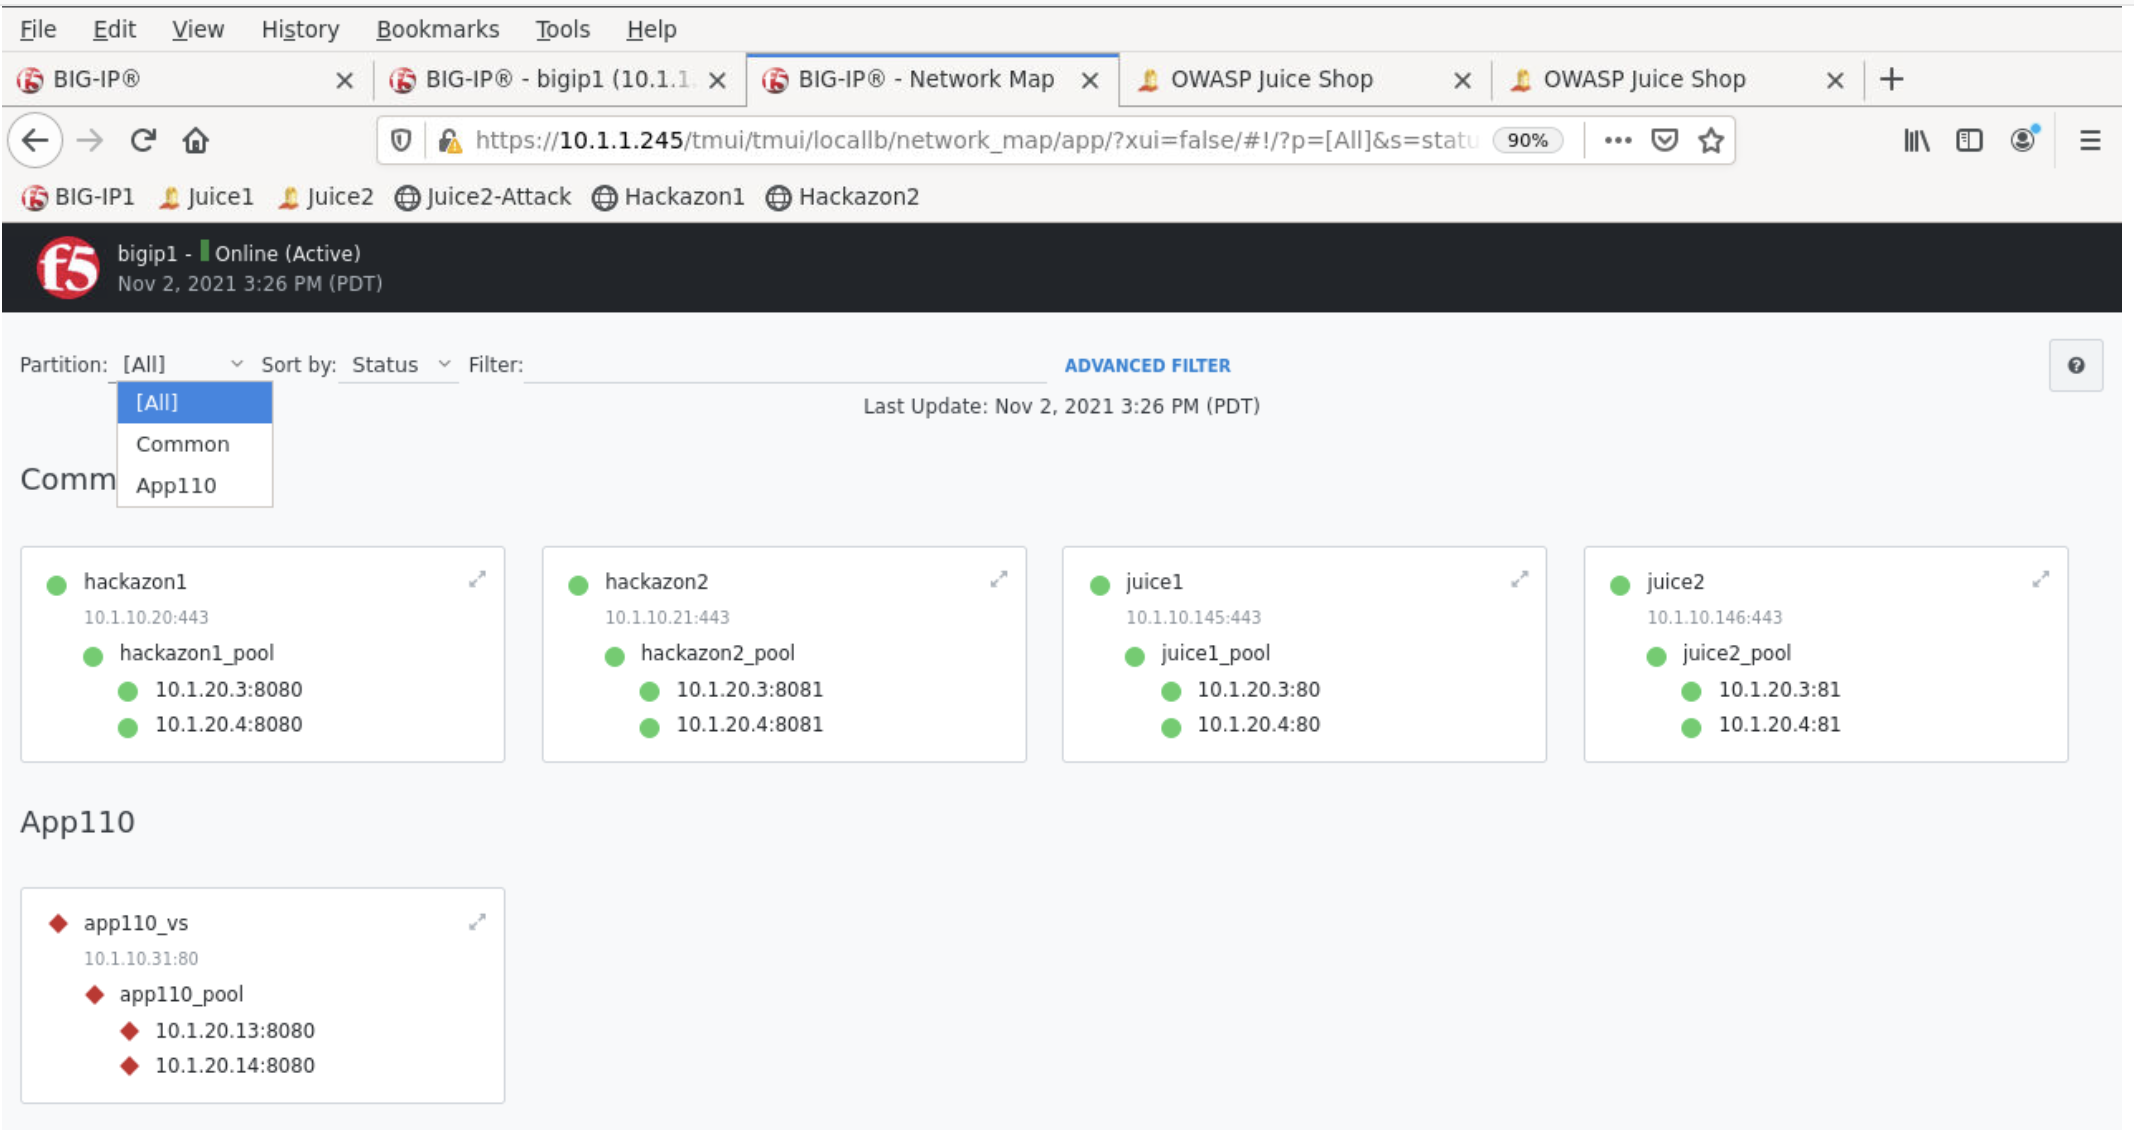 File Edit View History Bookmarks Tools Help
BIG-IP® BIG-IP® - bigip1 (10.1.1. BIG-IP® - Network Map OWASP Juice Shop OWASP Juice Shop
https://10.1.1.245/tmui/tmui/locallb/network_map/app/?xui=false/#!/?p=[All]&s=statu 90%
BIG-IP1 Juice1 Juice2 Juice2-Attack Hackazon1 Hackazon2
f5
bigip1 - Online (Active)
Nov 2, 2021 3:26 PM (PDT)
Partition: [All] Sort by: Status Filter: ADVANCED FILTER
[All]
Last Update: Nov 2, 2021 3:26 PM (PDT)
Common
Comm
App110
hackazon1
10.1.10.20:443
hackazon1_pool
10.1.20.3:8080
10.1.20.4:8080
hackazon2
10.1.10.21:443
hackazon2_pool
10.1.20.3:8081
10.1.20.4:8081
juice1
10.1.10.145:443
juice1_pool
10.1.20.3:80
10.1.20.4:80
juice2
10.1.10.146:443
juice2_pool
10.1.20.3:81
10.1.20.4:81
App110
app110_vs
10.1.10.31:80
app110_pool
10.1.20.13:8080
10.1.20.14:8080